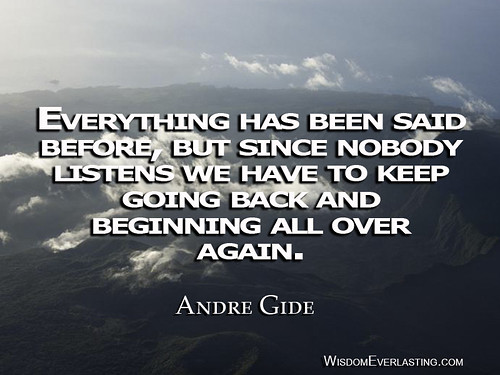 Everything has been said
before, but since nobody
listens we have to keep
going back and
beginning all over
again.
Andre Gide
WisdomEverlasting.com